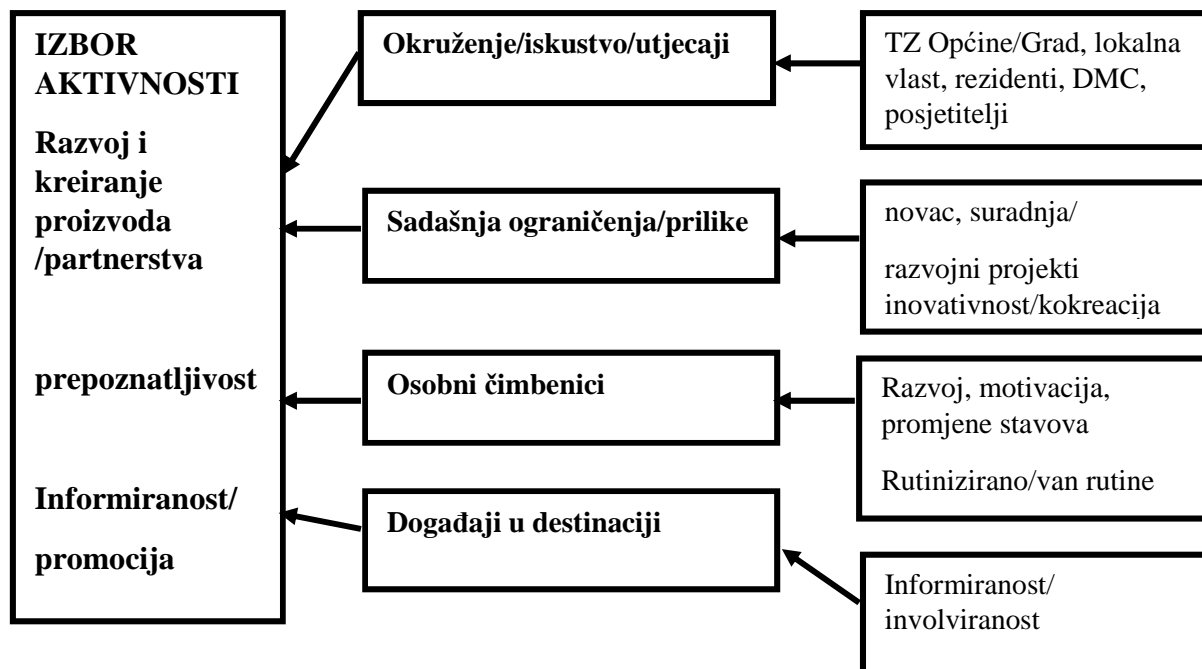 IZBOR
AKTIVNOSTI
Razvoj i
kreiranje
proizvoda
/partnerstva
prepoznatljivost
Informiranost/
promocija
Okruženje/iskustvo/utjecaji
Sadašnja ograničenja/prilike
Osobni čimbenici
Događaji u destinaciji
TZ Općine/Grad, lokalna
vlast, rezidenti, DMC,
posjetitelji
novac, suradnja/
razvojni projekti
inovativnost/kokreacija
Razvoj, motivacija,
promjene stavova
Rutinizirano/van rutine
Informiranost/
involviranost